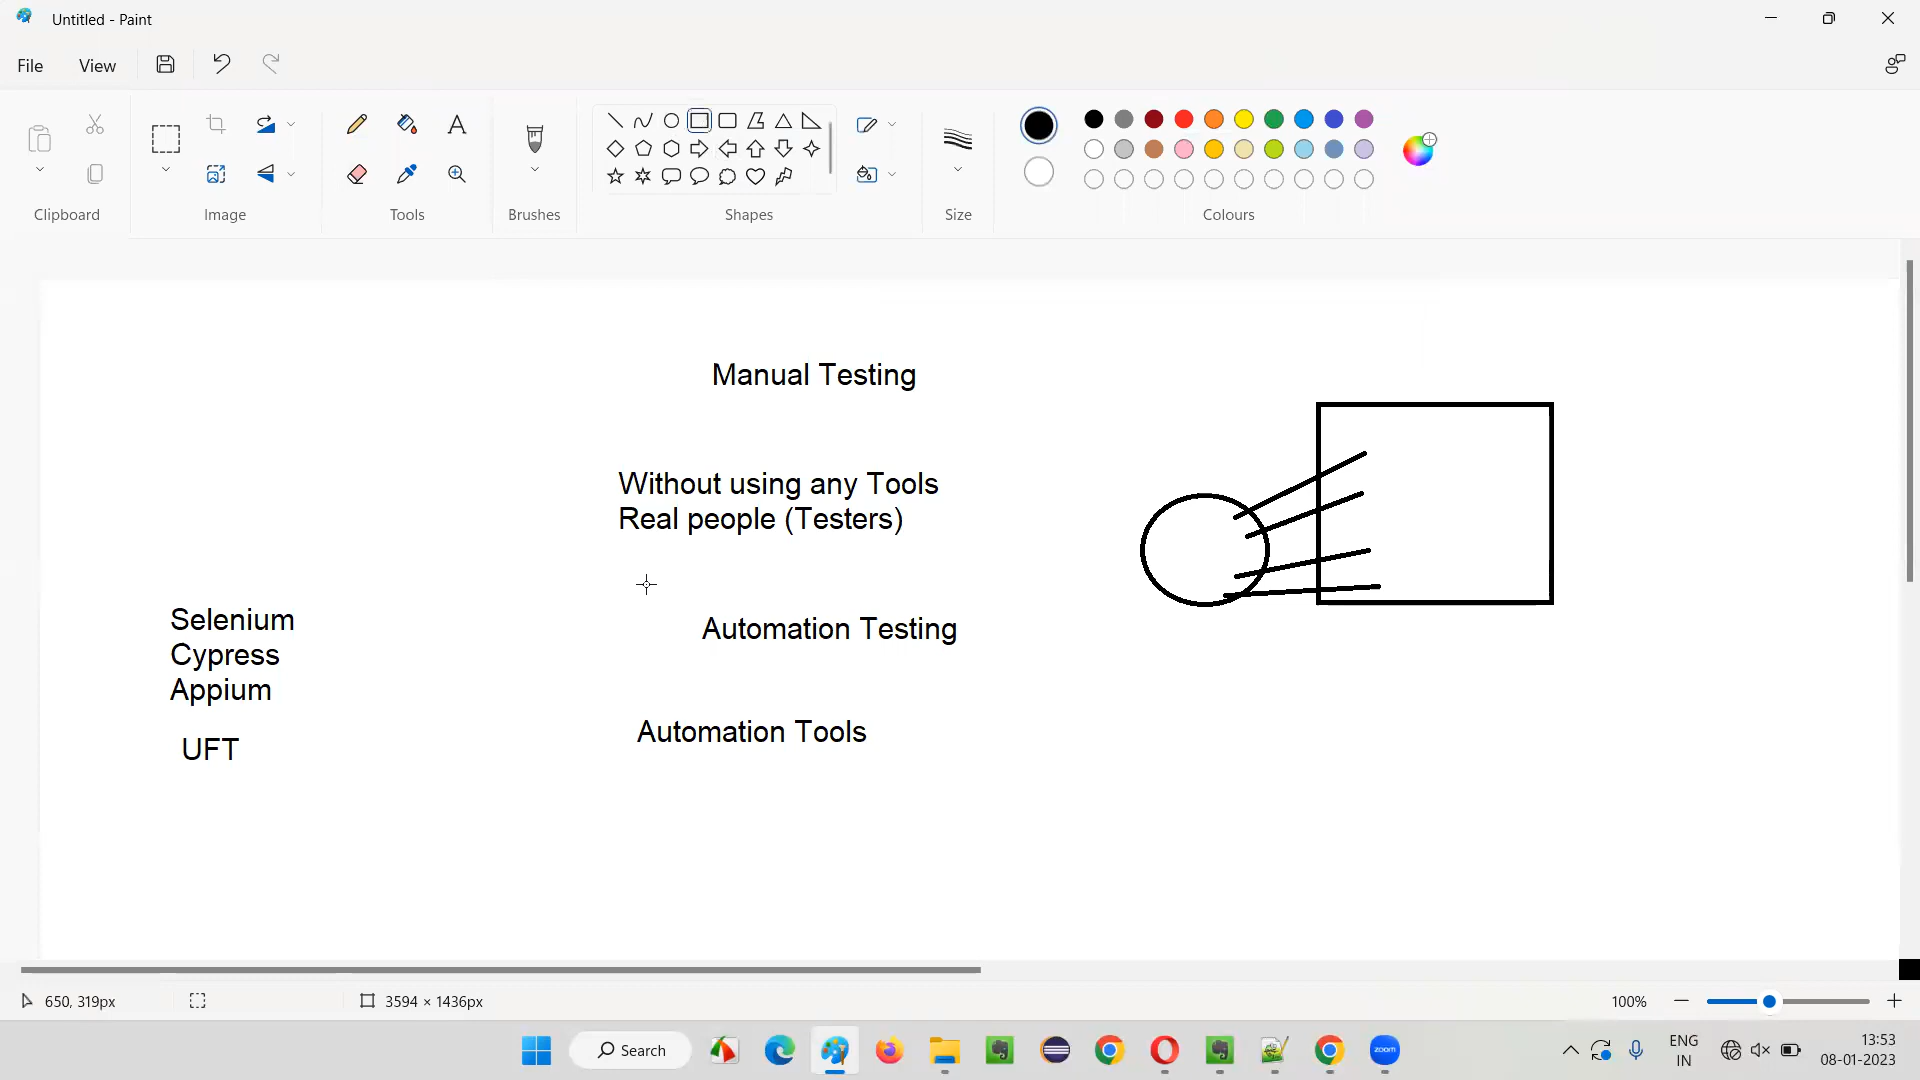 Untitled - Paint
File
View
Clipboard
Image
Tools
Brushes
Shapes
Size
Colours
Manual Testing
Without using any Tools
Real people (Testers)
Selenium
Cypress
Appium
UFT
Automation Testing
Automation Tools
650, 319px
3594 × 1436px
100%
Search
zoom
ENG
IN
13:53
08-01-2023